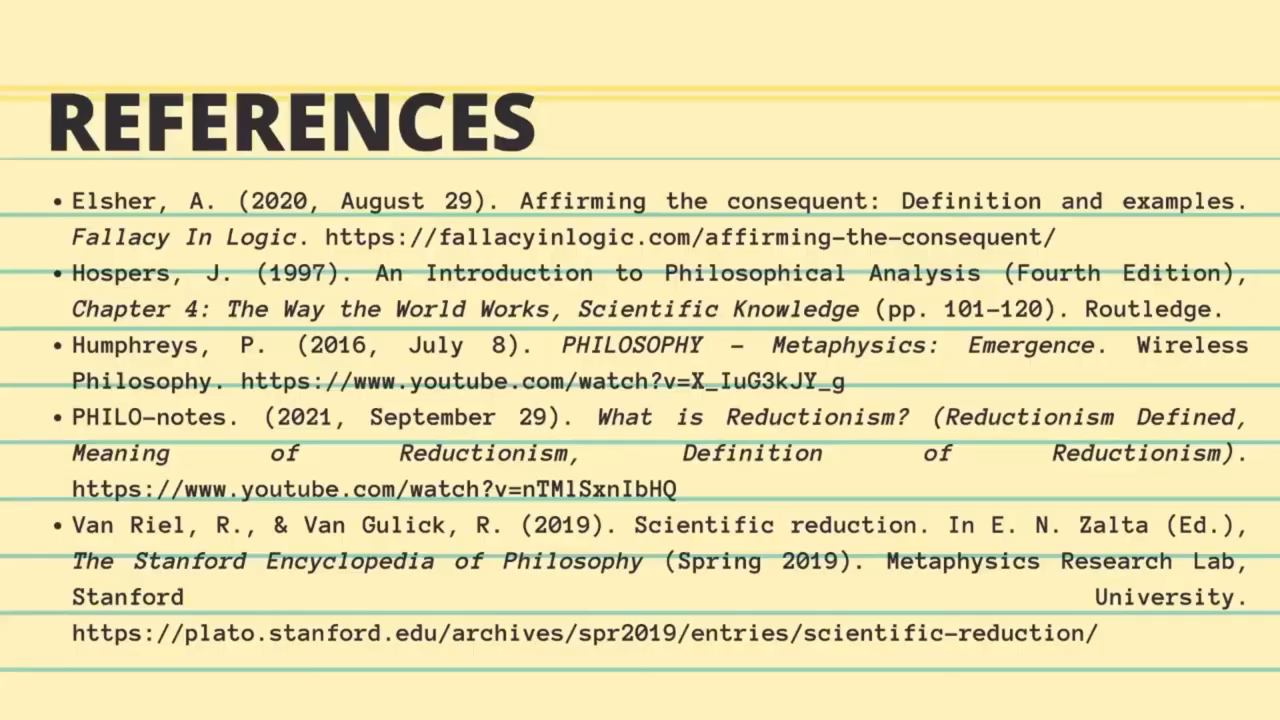 REFERENCES
• Elsher, A. (2020, August 29). Affirming the consequent: Definition and examples.
Fallacy In Logic. https://fallacyinlogic.com/affirming-the-consequent/
• Hospers, J. (1997). An Introduction to Philosophical Analysis (Fourth Edition),
Chapter 4: The Way the World Works, Scientific Knowledge (pp. 101-120). Routledge.
• Humphreys, P. (2016, July 8). PHILOSOPHY - Metaphysics: Emergence. Wireless
Philosophy. https://www.youtube.com/watch?v=X_IuG3kJY_g
• PHILO-notes. (2021, September 29). What is Reductionism? (Reductionism Defined,
Meaning of Reductionism, Definition of Reductionism).
https://www.youtube.com/watch?v=nTMlSxnIbHQ
• Van Riel, R., & Van Gulick, R. (2019). Scientific reduction. In E. N. Zalta (Ed.),
The Stanford Encyclopedia of Philosophy (Spring 2019). Metaphysics Research Lab,
Stanford University.
https://plato.stanford.edu/archives/spr2019/entries/scientific-reduction/